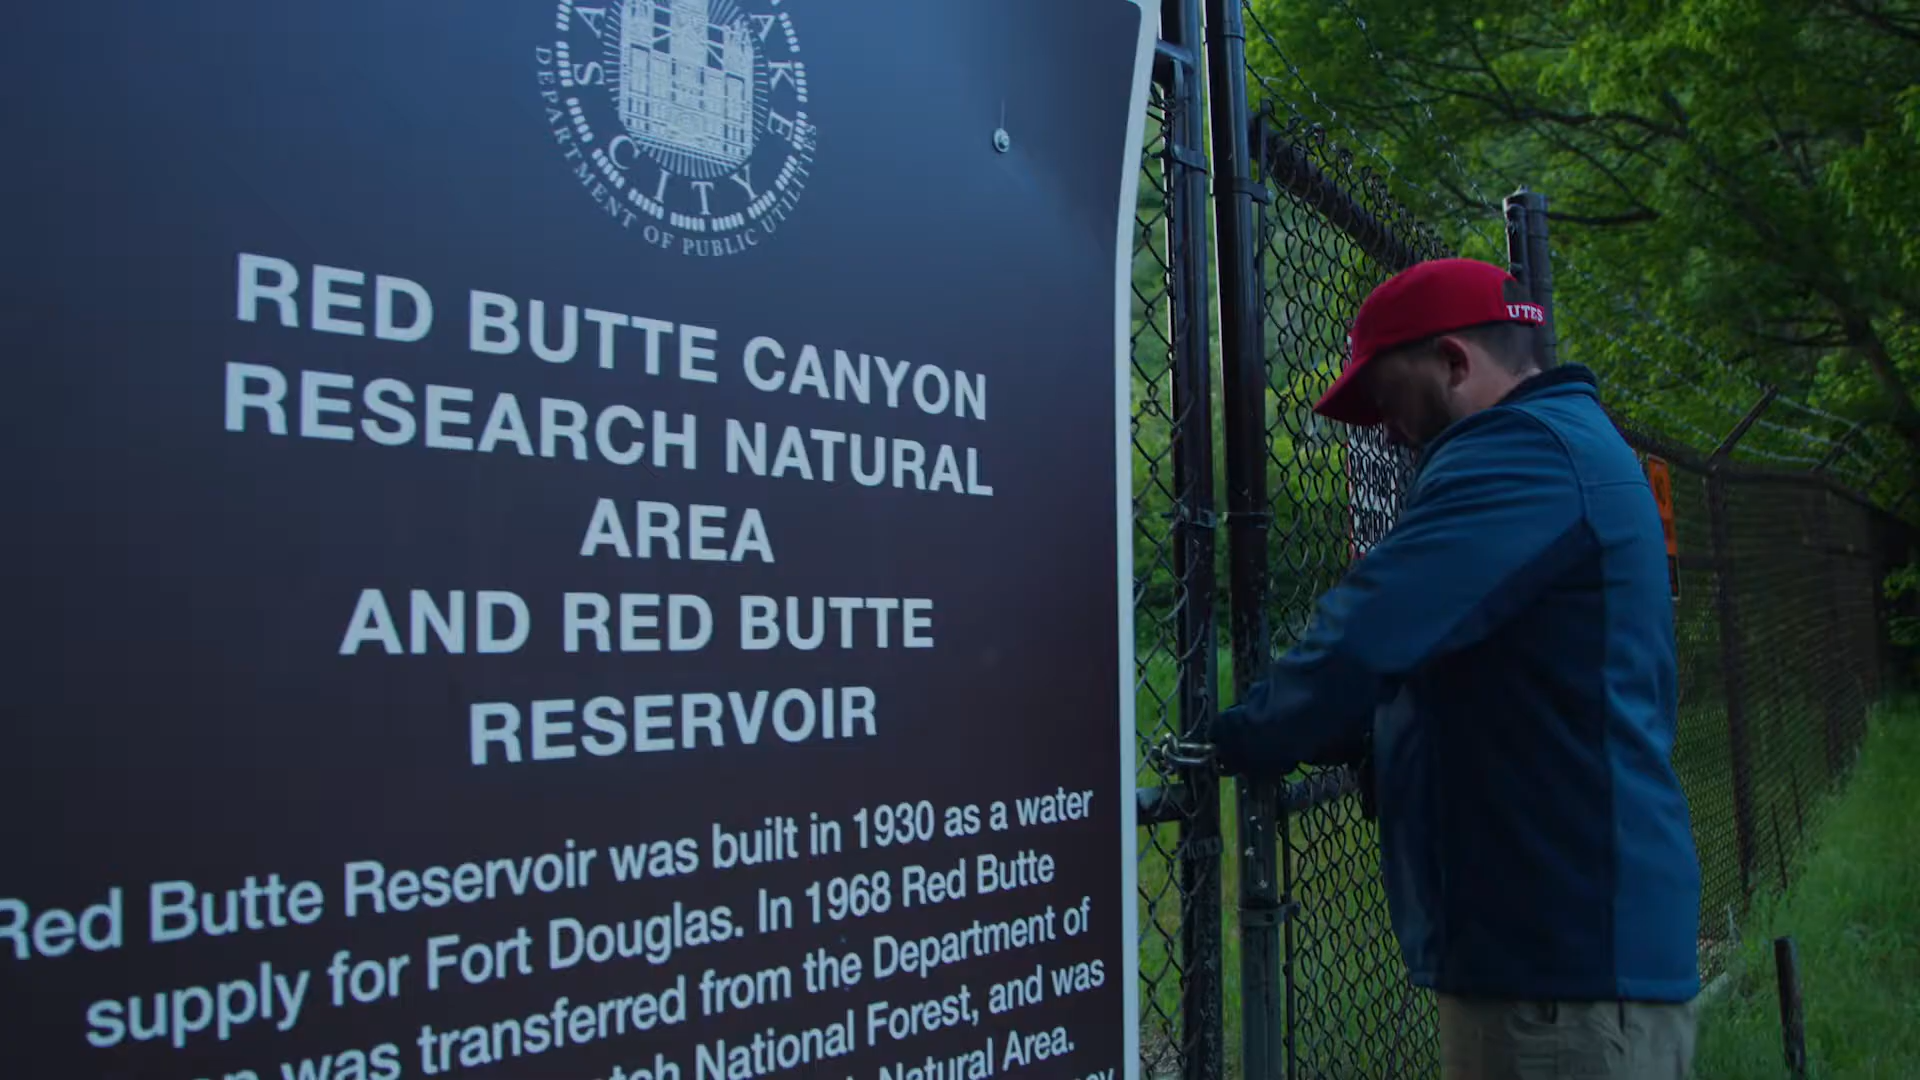 SA AKE CITY
DEPARTMENT OF PUBLIC UTILITIES
RED BUTTE CANYON
RESEARCH NATURAL
AREA
AND RED BUTTE
RESERVOIR
Red Butte Reservoir was built in 1930 as a water
supply for Fort Douglas. In 1968 Red Butte
was transferred from the Department of
National Forest, and was
Natural Area.
UTES